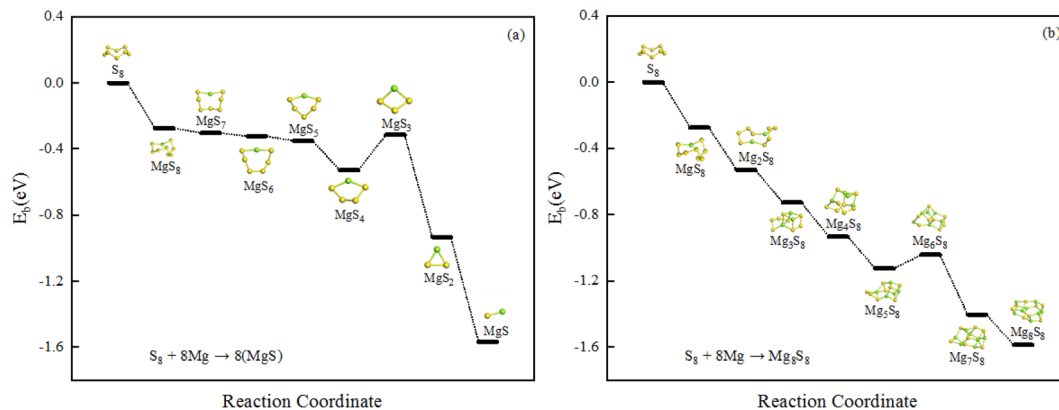 (a)
E_b(eV)
0.4
0.0
-0.4
-0.8
-1.2
-1.6
S₈
MgS₈
MgS₇
MgS₆
MgS₅
MgS₄
MgS₃
MgS₂
MgS
S₈ + 8Mg → 8(MgS)
Reaction Coordinate
(b)
E_b(eV)
0.4
0.0
-0.4
-0.8
-1.2
-1.6
S₈
MgS₈
Mg₂S₈
Mg₃S₈
Mg₄S₈
Mg₅S₈
Mg₆S₈
Mg₇S₈
Mg₈S₈
S₈ + 8Mg → Mg₈S₈
Reaction Coordinate